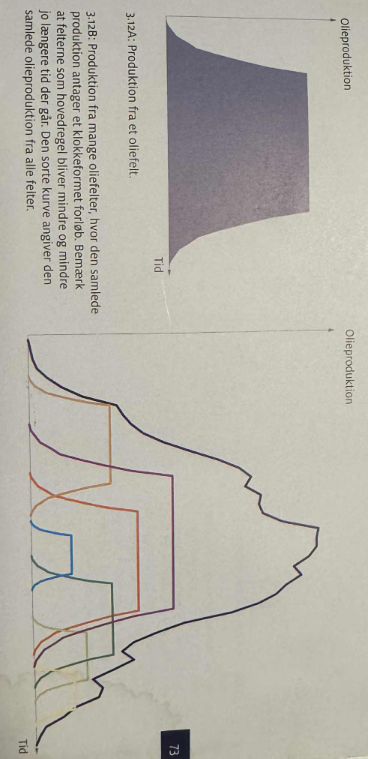 Olieproduktion
Tid
3.12A: Produktion fra et oliefelt.
3.12B: Produktion fra mange oliefelter, hvor den samlede
produktion antager et klokkeformet forløb. Bemærk
at felterne som hovedregel bliver mindre og mindre
jo længere tid der går. Den sorte kurve angiver den
samlede olieproduktion fra alle felter.
Olieproduktion
Tid
73